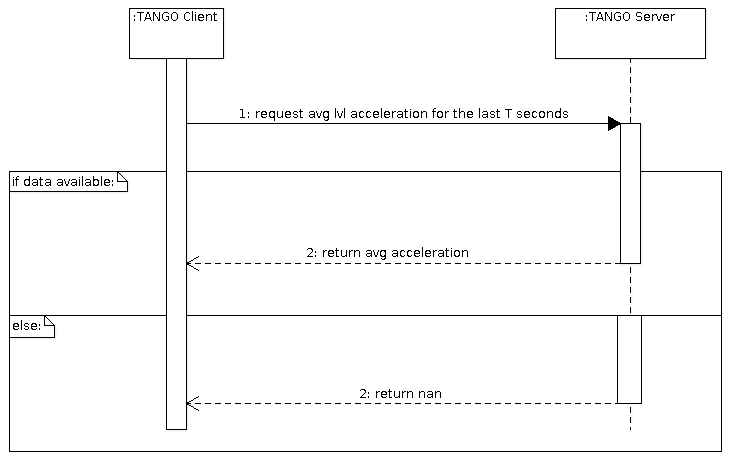 :TANGO Client
:TANGO Server
1: request avg lvl acceleration for the last T seconds
if data available:
2: return avg acceleration
else:
2: return nan